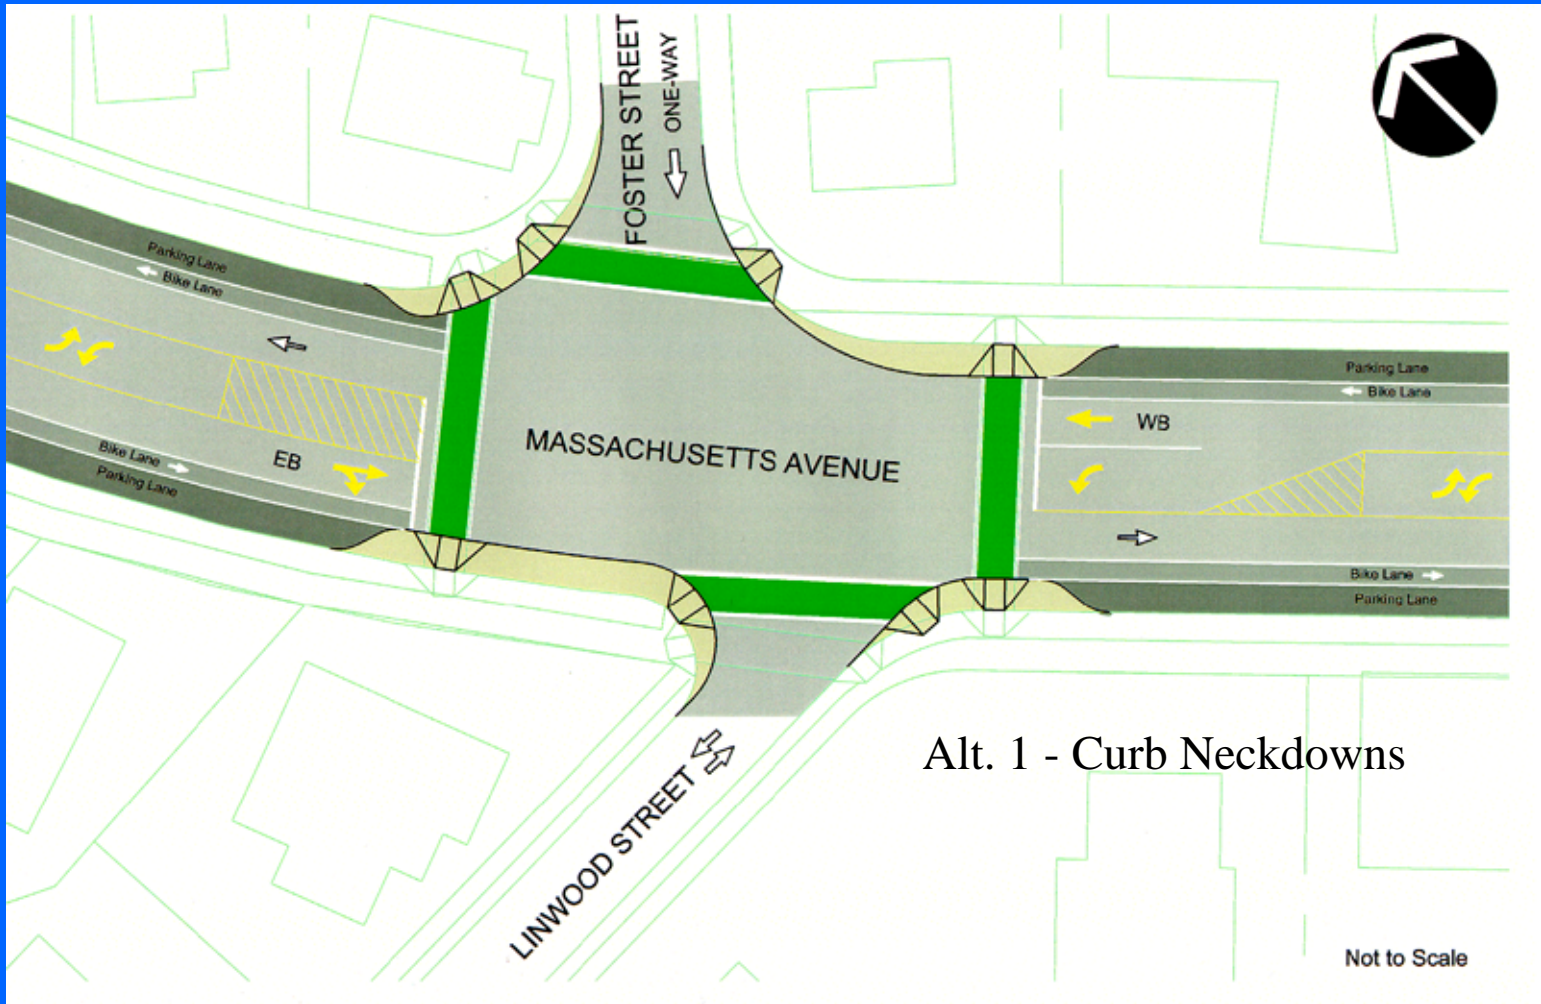 FOSTER STREET
ONE-WAY
Parking Lane
Bike Lane
Parking Lane
Bike Lane
WB
MASSACHUSETTS AVENUE
EB
Bike Lane
Parking Lane
Bike Lane
Parking Lane
LINWOOD STREET
Alt. 1 - Curb Neckdowns
Not to Scale